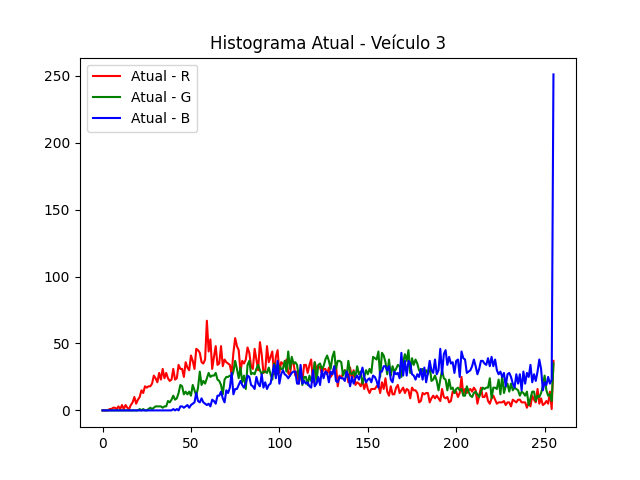 Histograma Atual - Veículo 3
Atual - R
Atual - G
Atual - B
250
200
150
100
50
0
0 50 100 150 200 250